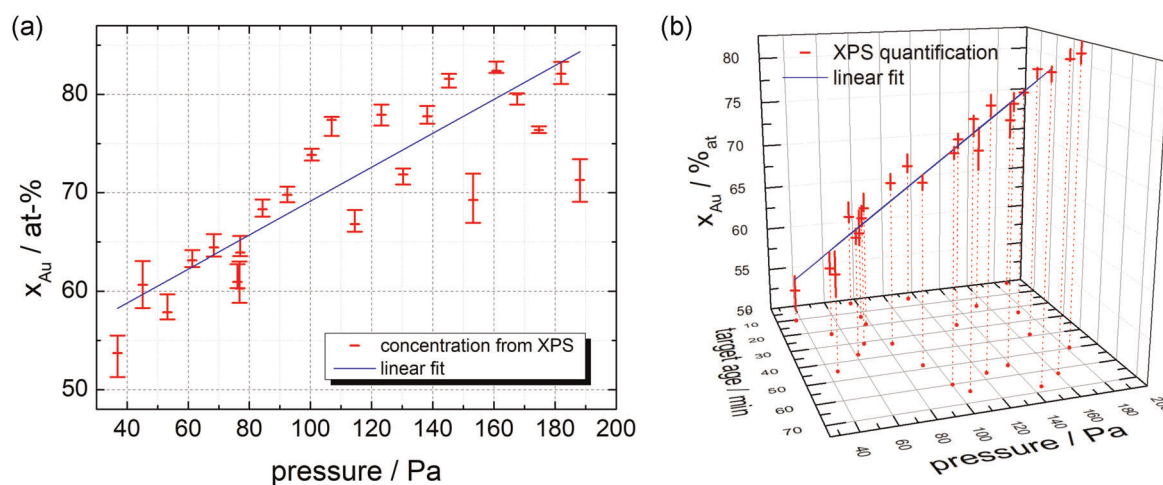 (a)
x_Au / at-%
80
70
60
50
concentration from XPS
linear fit
40 60 80 100 120 140 160 180 200
pressure / Pa
(b)
x_Au / %_at
80
75
70
65
60
55
50
XPS quantification
linear fit
10
20
30
40
50
60
70
target age / min
40 60 80 100 120 140 160 180 200
pressure / Pa